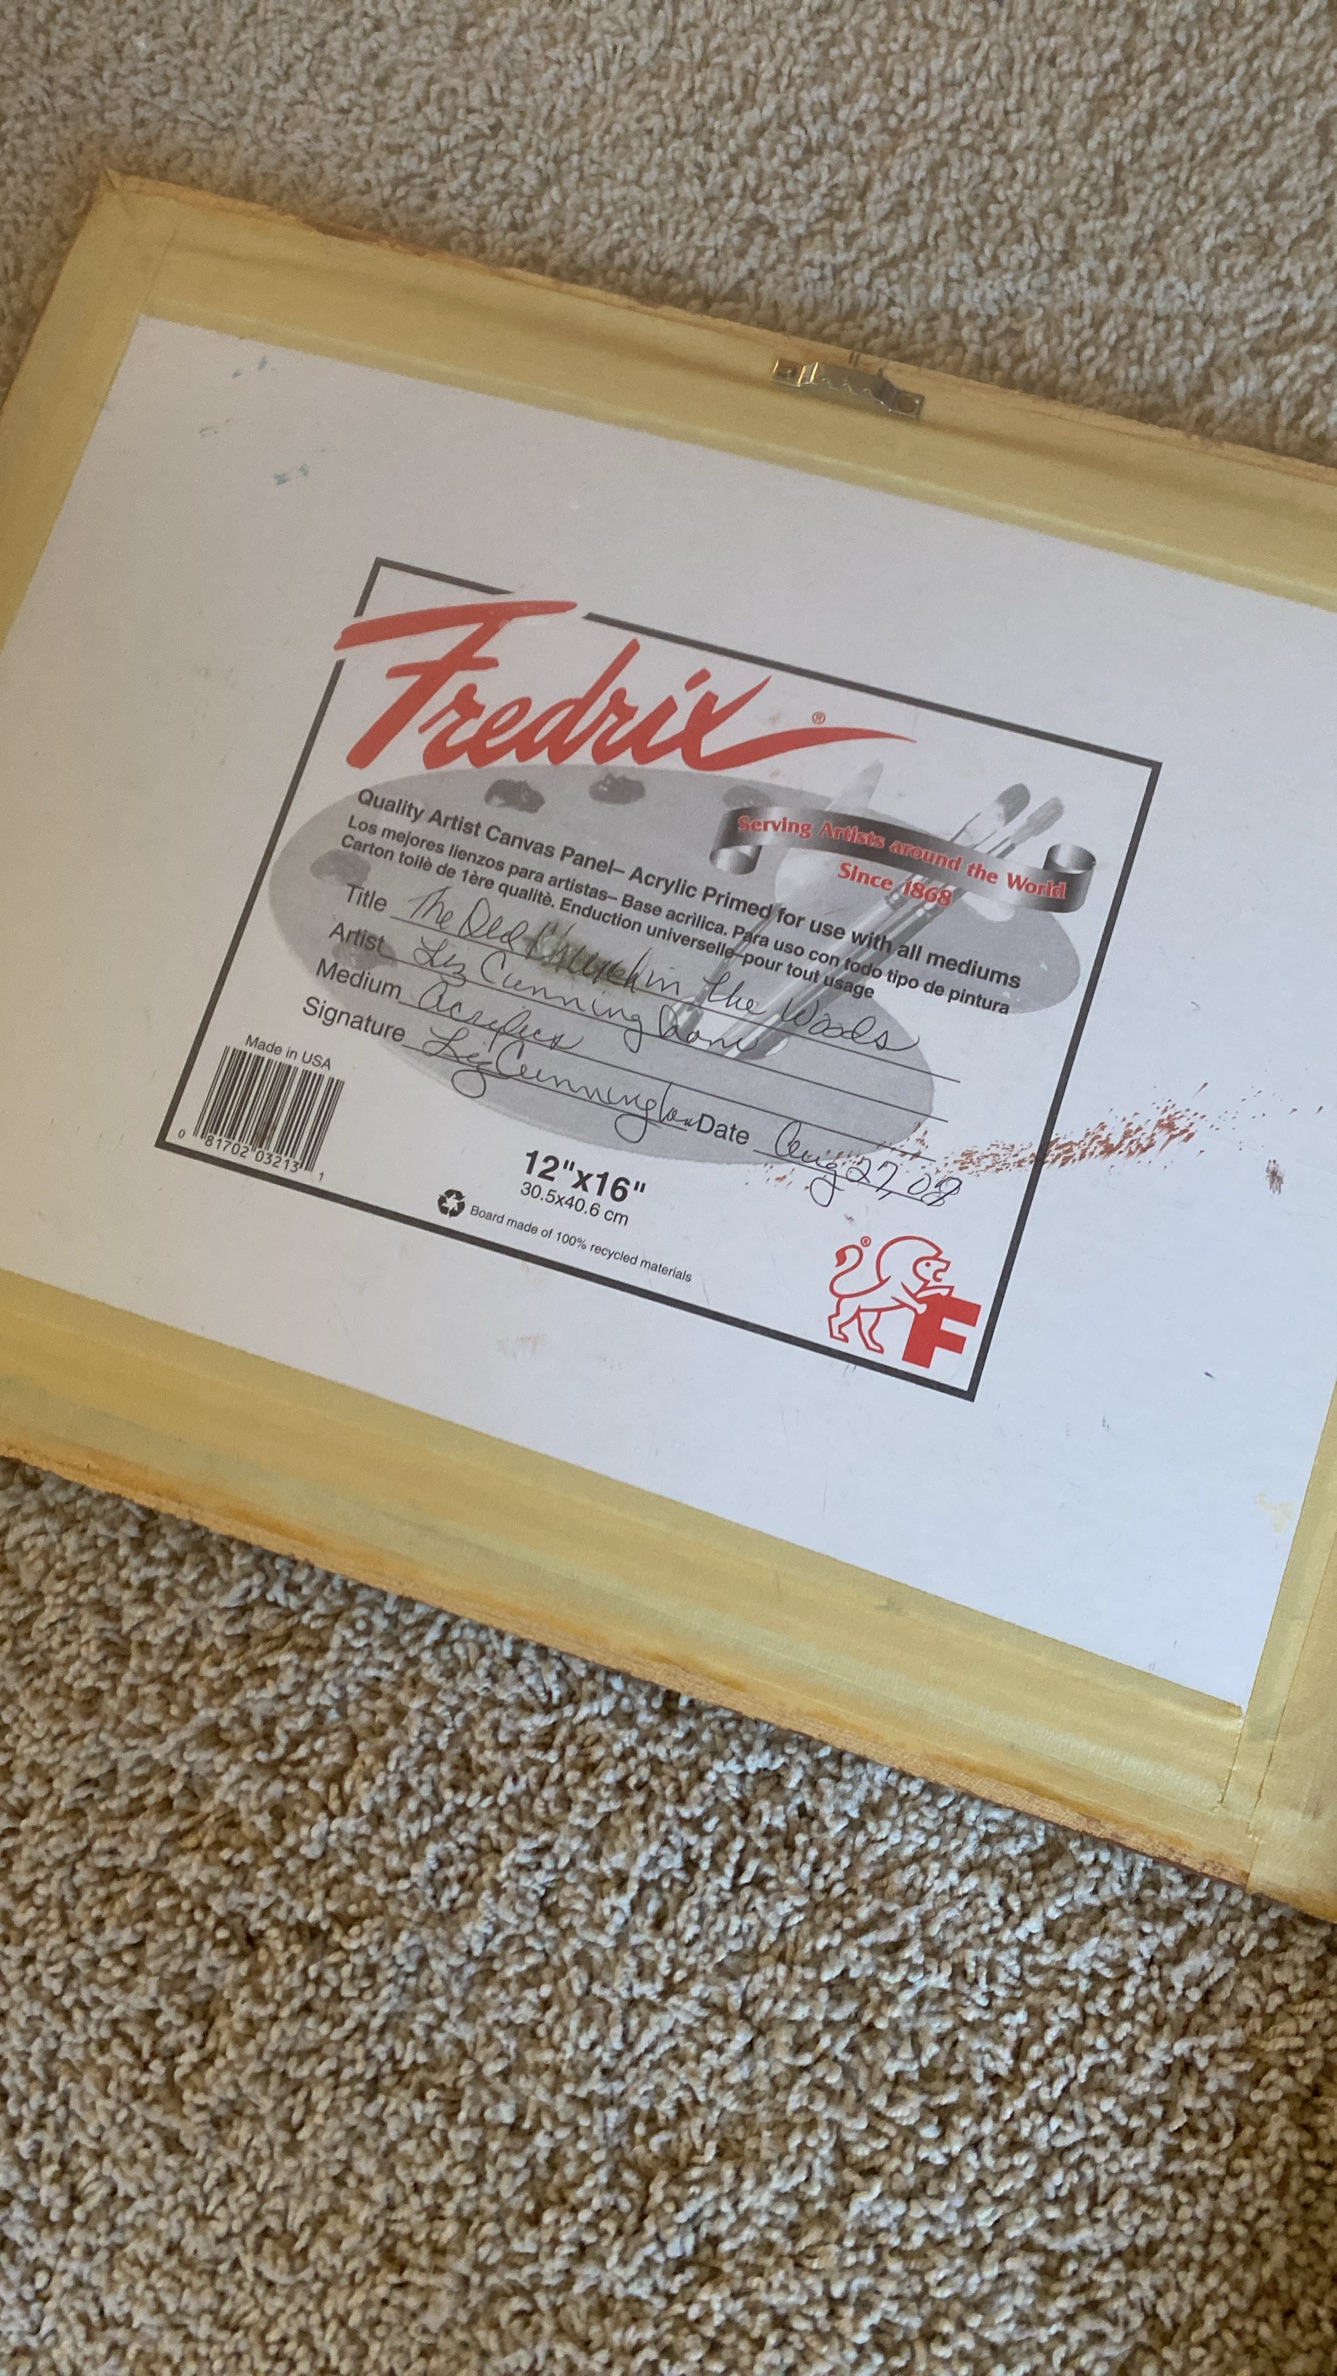 Fredrix®
Serving Artists around the World
Since 1868
Quality Artist Canvas Panel– Acrylic Primed for use with all mediums
Los mejores lienzos para artistas– Base acrìlica. Para uso con todo tipo de pintura
Carton toilè de 1ère qualitè. Enduction universelle–pour tout usage
Title The Old Church in the Woods
Artist Liz Cunningham
Medium Acrylics
Signature Liz Cunningham Date Aug 27, 08
Made in USA
0 81702 03213 1
12"x16"
30.5x40.6 cm
Board made of 100% recycled materials
®
F